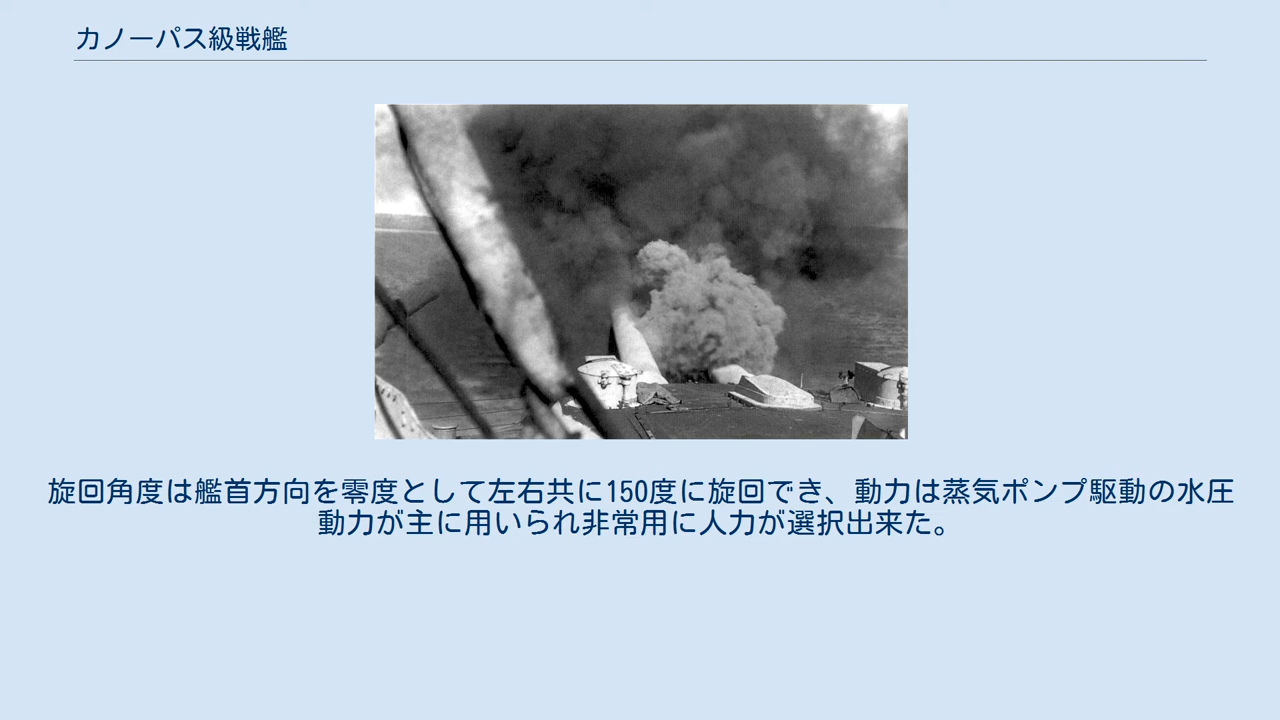 カノーパス級戦艦
旋回角度は艦首方向を零度として左右共に150度に旋回でき、動力は蒸気ポンプ駆動の水圧
動力が主に用いられ非常用に人力が選択出来た。